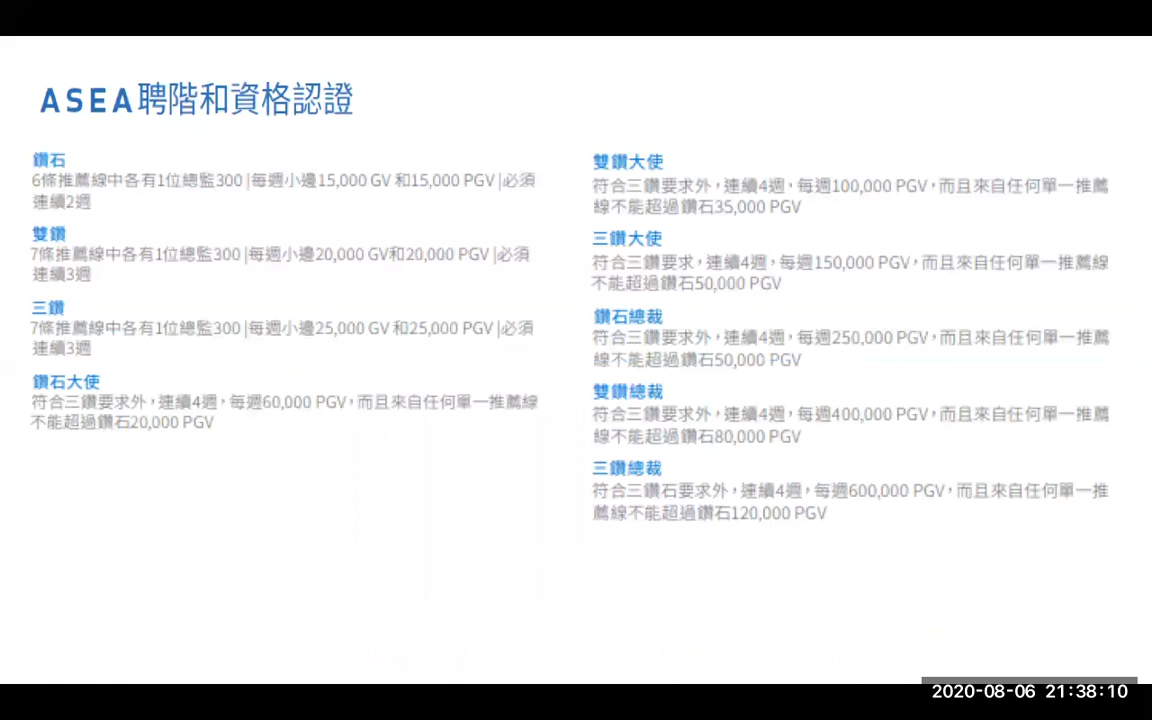 ASEA聘階和資格認證
鑽石
6條推薦線中各有1位總監300 |每週小邊15,000 GV 和15,000 PGV |必須
連續2週
雙鑽
7條推薦線中各有1位總監300 |每週小邊20,000 GV和20,000 PGV |必須
連續3週
三鑽
7條推薦線中各有1位總監300 |每週小邊25,000 GV 和25,000 PGV |必須
連續3週
鑽石大使
符合三鑽要求外，連續4週，每週60,000 PGV，而且來自任何單一推薦線
不能超過鑽石20,000 PGV
雙鑽大使
符合三鑽要求外，連續4週，每週100,000 PGV，而且來自任何單一推薦
線不能超過鑽石35,000 PGV
三鑽大使
符合三鑽要求，連續4週，每週150,000 PGV，而且來自任何單一推薦線
不能超過鑽石50,000 PGV
鑽石總裁
符合三鑽要求外，連續4週，每週250,000 PGV，而且來自任何單一推薦
線不能超過鑽石50,000 PGV
雙鑽總裁
符合三鑽要求外，連續4週，每週400,000 PGV，而且來自任何單一推薦
線不能超過鑽石80,000 PGV
三鑽總裁
符合三鑽石要求外，連續4週，每週600,000 PGV，而且來自任何單一推
薦線不能超過鑽石120,000 PGV
2020-08-06 21:38:10